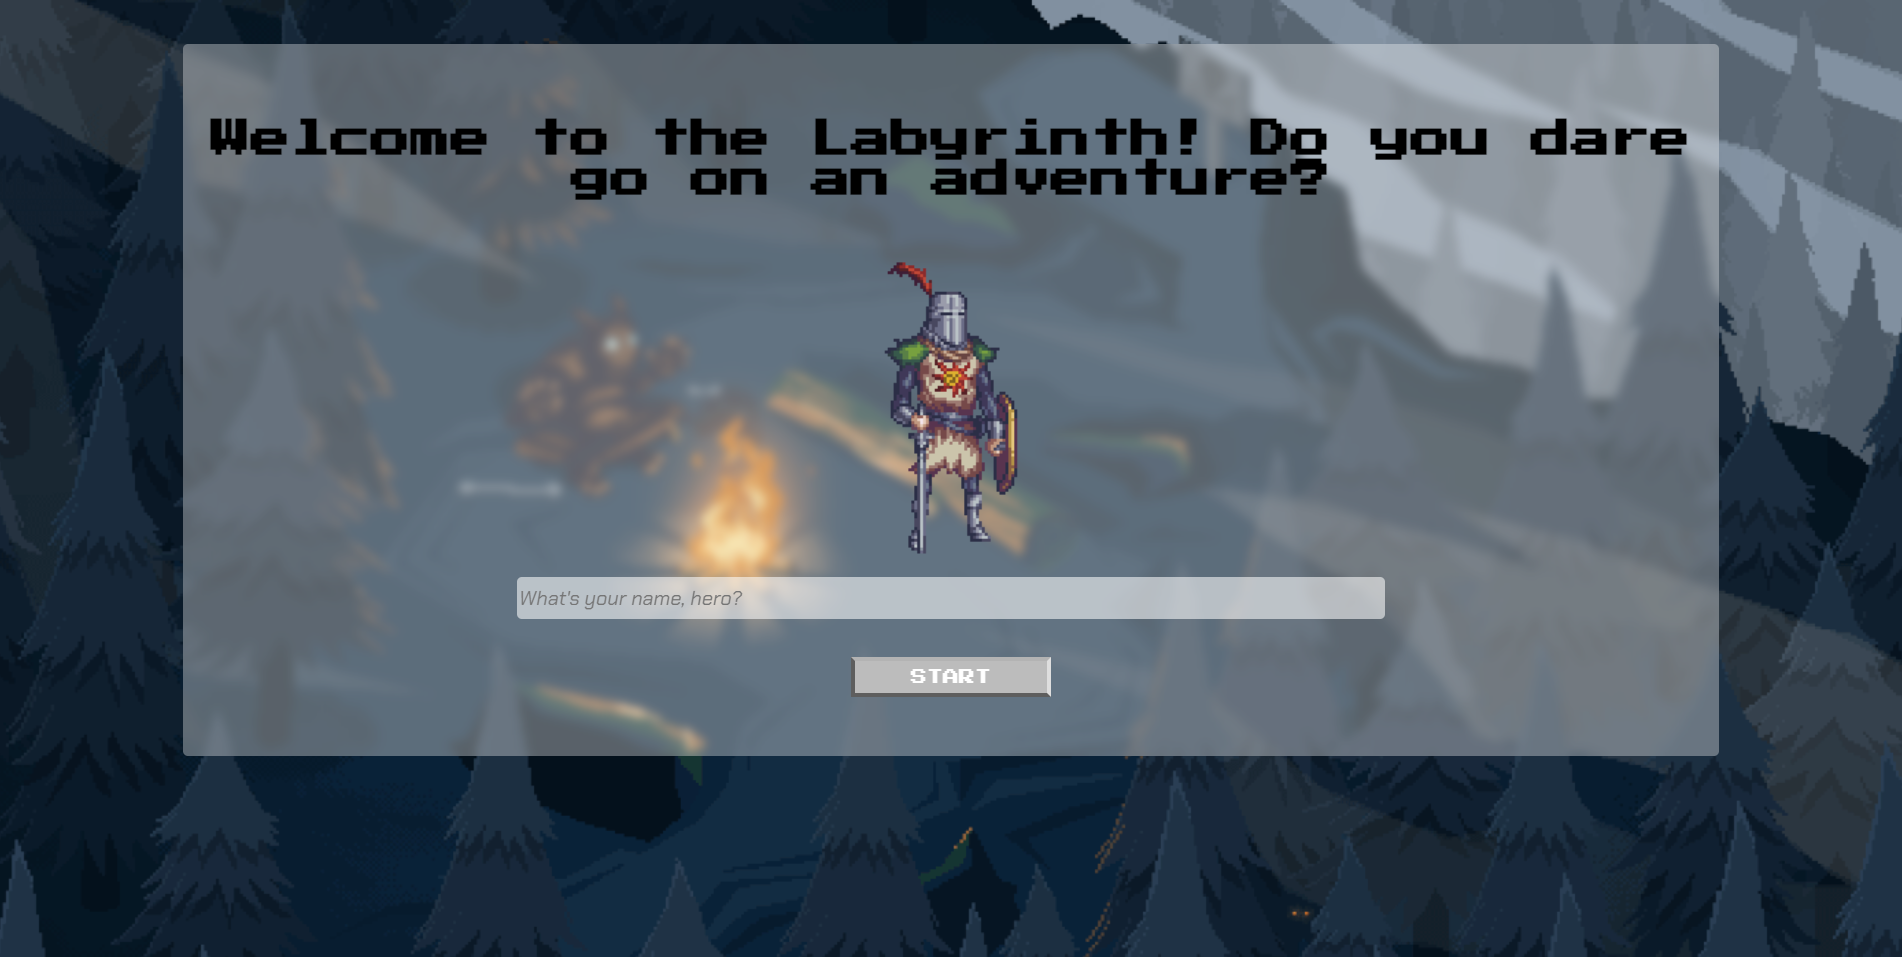 Welcome to the Labyrinth! Do you dare
go on an adventure?
What's your name, hero?
START